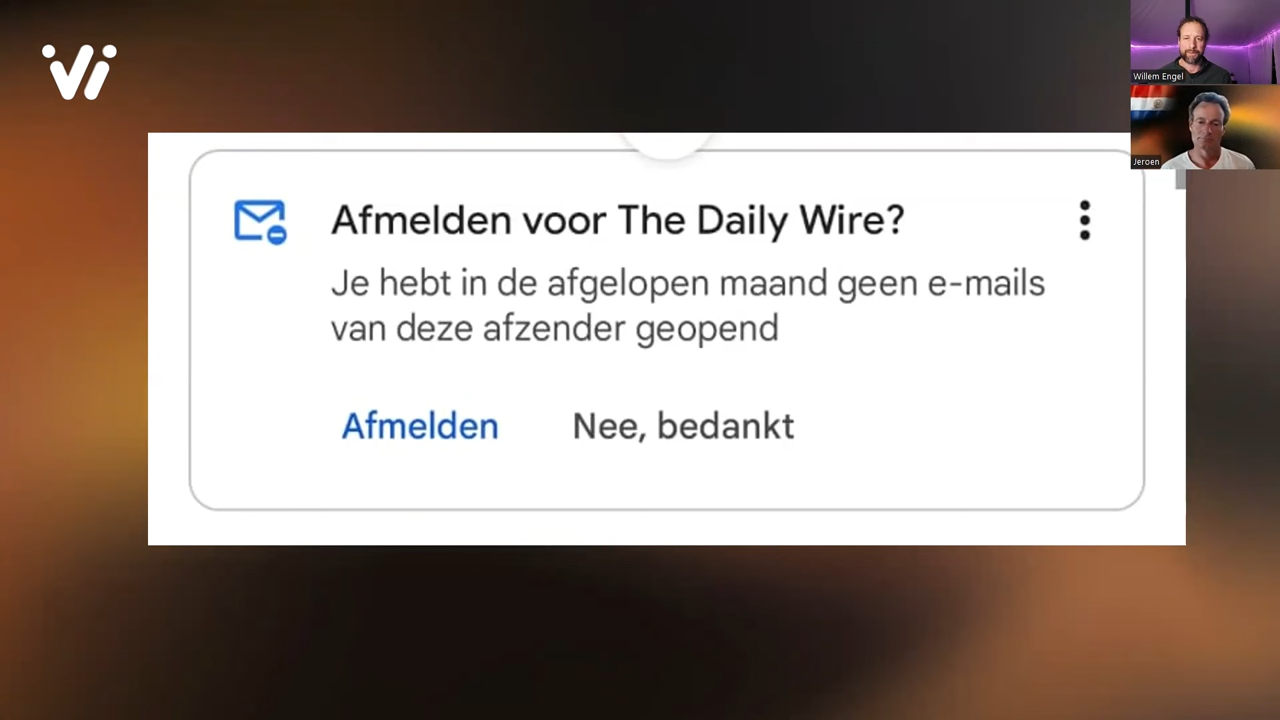 Willem Engel
Jeroen
Afmelden voor The Daily Wire?
Je hebt in de afgelopen maand geen e-mails
van deze afzender geopend
Afmelden
Nee, bedankt